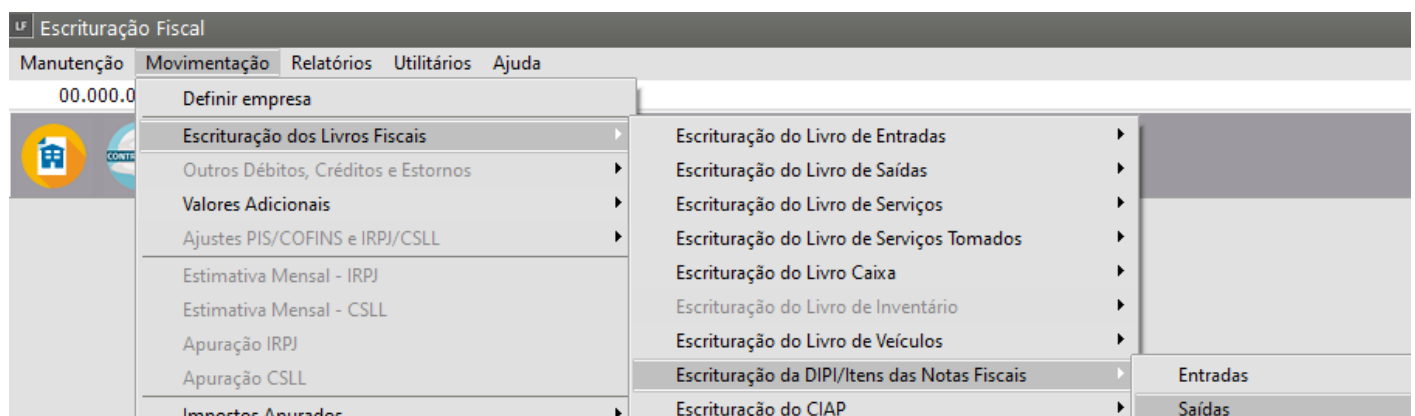 LF Escrituração Fiscal
Manutenção Movimentação Relatórios Utilitários Ajuda
00.000.0
Definir empresa
Escrituração dos Livros Fiscais
Outros Débitos, Créditos e Estornos
Valores Adicionais
Ajustes PIS/COFINS e IRPJ/CSLL
Estimativa Mensal - IRPJ
Estimativa Mensal - CSLL
Apuração IRPJ
Apuração CSLL
Impostos Apurados
Escrituração do Livro de Entradas
Escrituração do Livro de Saídas
Escrituração do Livro de Serviços
Escrituração do Livro de Serviços Tomados
Escrituração do Livro Caixa
Escrituração do Livro de Inventário
Escrituração do Livro de Veículos
Escrituração da DIPI/Itens das Notas Fiscais
Escrituração do CIAP
Entradas
Saídas